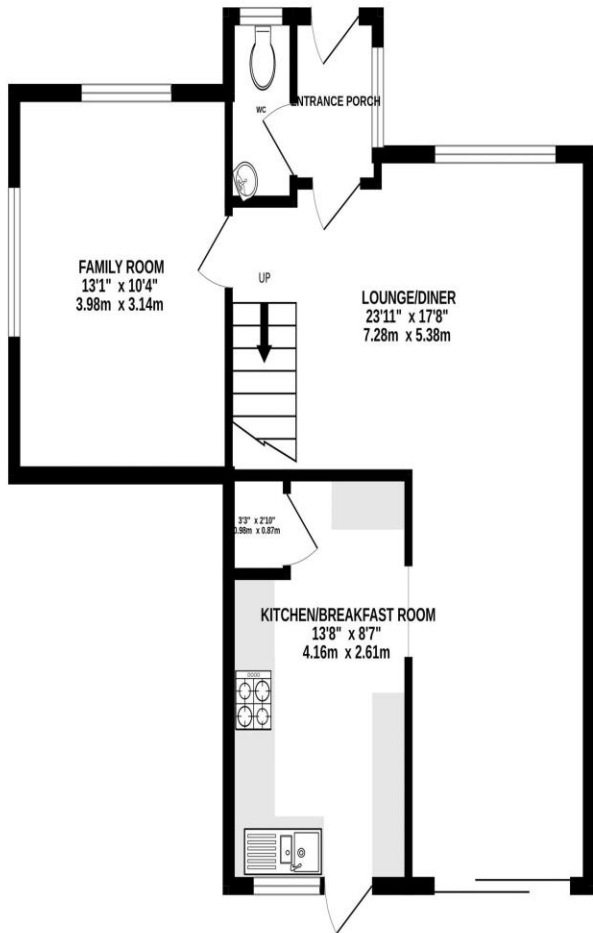 WC
ENTRANCE PORCH
FAMILY ROOM
13'1" x 10'4"
3.98m x 3.14m
UP
LOUNGE/DINER
23'11" x 17'8"
7.28m x 5.38m
3'3" x 2'10"
0.98m x 0.87m
KITCHEN/BREAKFAST ROOM
13'8" x 8'7"
4.16m x 2.61m